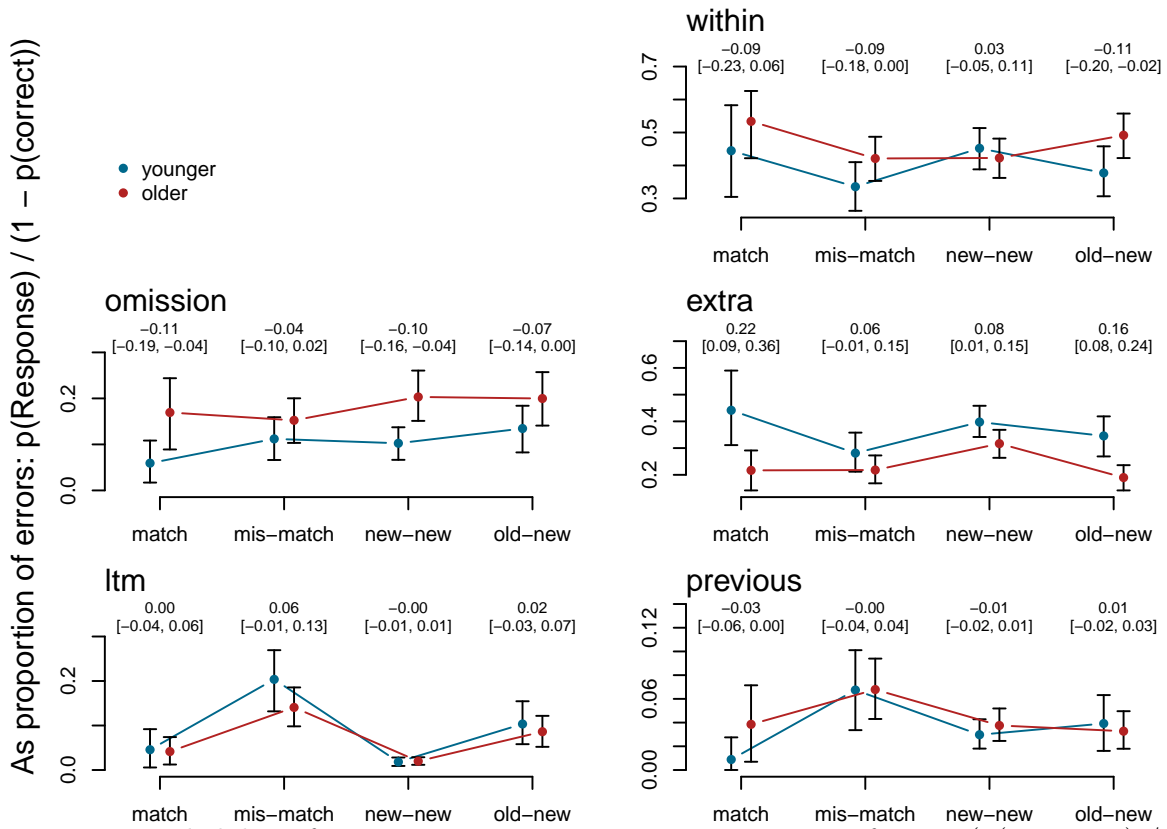 As proportion of errors: p(Response) / (1 − p(correct))
younger
older
within
−0.09 −0.09 0.03 −0.11
[−0.23, 0.06] [−0.18, 0.00] [−0.05, 0.11] [−0.20, −0.02]
0.7
0.5
0.3
match mis−match new−new old−new
omission
−0.11 −0.04 −0.10 −0.07
[−0.19, −0.04] [−0.10, 0.02] [−0.16, −0.04] [−0.14, 0.00]
0.2
0.0
match mis−match new−new old−new
extra
0.22 0.06 0.08 0.16
[0.09, 0.36] [−0.01, 0.15] [0.01, 0.15] [0.08, 0.24]
0.6
0.4
0.2
match mis−match new−new old−new
ltm
0.00 0.06 −0.00 0.02
[−0.04, 0.06] [−0.01, 0.13] [−0.01, 0.01] [−0.03, 0.07]
0.2
0.0
match mis−match new−new old−new
previous
−0.03 −0.00 −0.01 0.01
[−0.06, 0.00] [−0.04, 0.04] [−0.02, 0.01] [−0.02, 0.03]
0.12
0.06
0.00
match mis−match new−new old−new